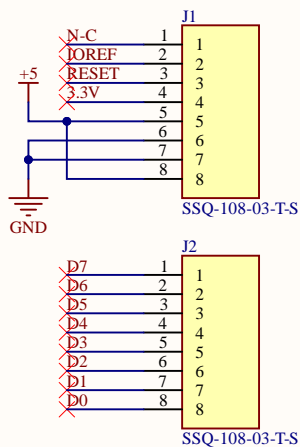 J1
N-C 1 1
IOREF 2 2
RESET 3 3
+5
3.3V 4 4
5 5
6 6
7 7
8 8
GND
SSQ-108-03-T-S
J2
D7 1 1
D6 2 2
D5 3 3
D4 4 4
D3 5 5
D2 6 6
D1 7 7
D0 8 8
SSQ-108-03-T-S